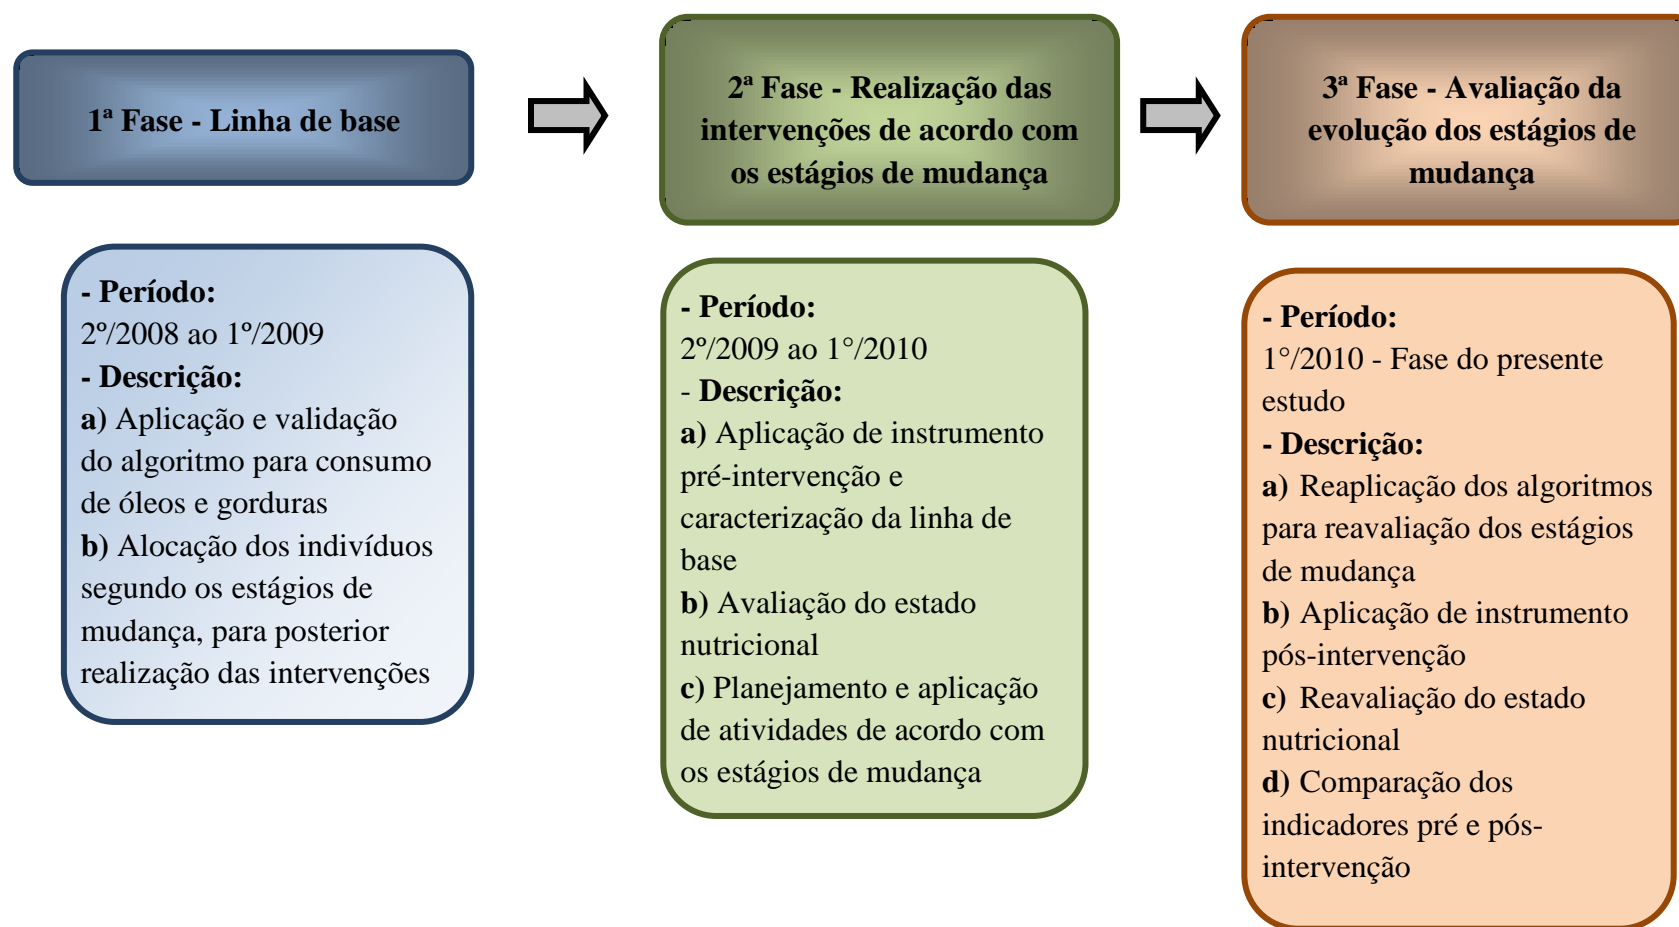 1ª Fase - Linha de base
2ª Fase - Realização das
intervenções de acordo com
os estágios de mudança
3ª Fase - Avaliação da
evolução dos estágios de
mudança
- Período:
2º/2008 ao 1º/2009
- Descrição:
a) Aplicação e validação
do algoritmo para consumo
de óleos e gorduras
b) Alocação dos indivíduos
segundo os estágios de
mudança, para posterior
realização das intervenções
- Período:
2º/2009 ao 1°/2010
- Descrição:
a) Aplicação de instrumento
pré-intervenção e
caracterização da linha de
base
b) Avaliação do estado
nutricional
c) Planejamento e aplicação
de atividades de acordo com
os estágios de mudança
- Período:
1°/2010 - Fase do presente
estudo
- Descrição:
a) Reaplicação dos algoritmos
para reavaliação dos estágios
de mudança
b) Aplicação de instrumento
pós-intervenção
c) Reavaliação do estado
nutricional
d) Comparação dos
indicadores pré e pós-
intervenção